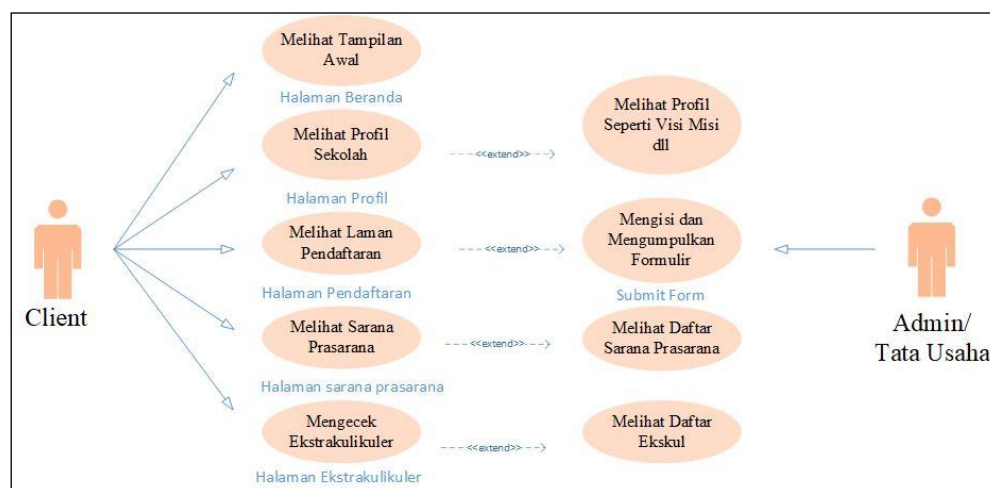 Melihat Tampilan
Awal
Halaman Beranda
Melihat Profil
Sekolah
<<extend>>
Melihat Profil
Seperti Visi Misi
dll
Halaman Profil
Melihat Laman
Pendaftaran
<<extend>>
Mengisi dan
Mengumpulkan
Formulir
Halaman Pendaftaran
Submit Form
Client
Admin/
Tata Usaha
Melihat Sarana
Prasarana
<<extend>>
Melihat Daftar
Sarana Prasarana
Halaman sarana prasarana
Mengecek
Ekstrakulikuler
<<extend>>
Melihat Daftar
Ekskul
Halaman Ekstrakulikuler